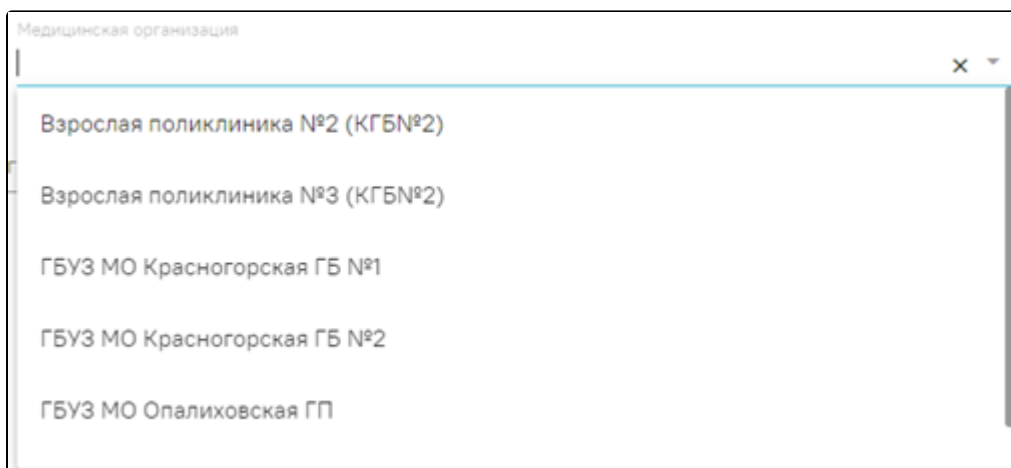 Медицинская организация
Взрослая поликлиника №2 (КГБ№2)
Взрослая поликлиника №3 (КГБ№2)
ГБУЗ МО Красногорская ГБ №1
ГБУЗ МО Красногорская ГБ №2
ГБУЗ МО Опалиховская ГП